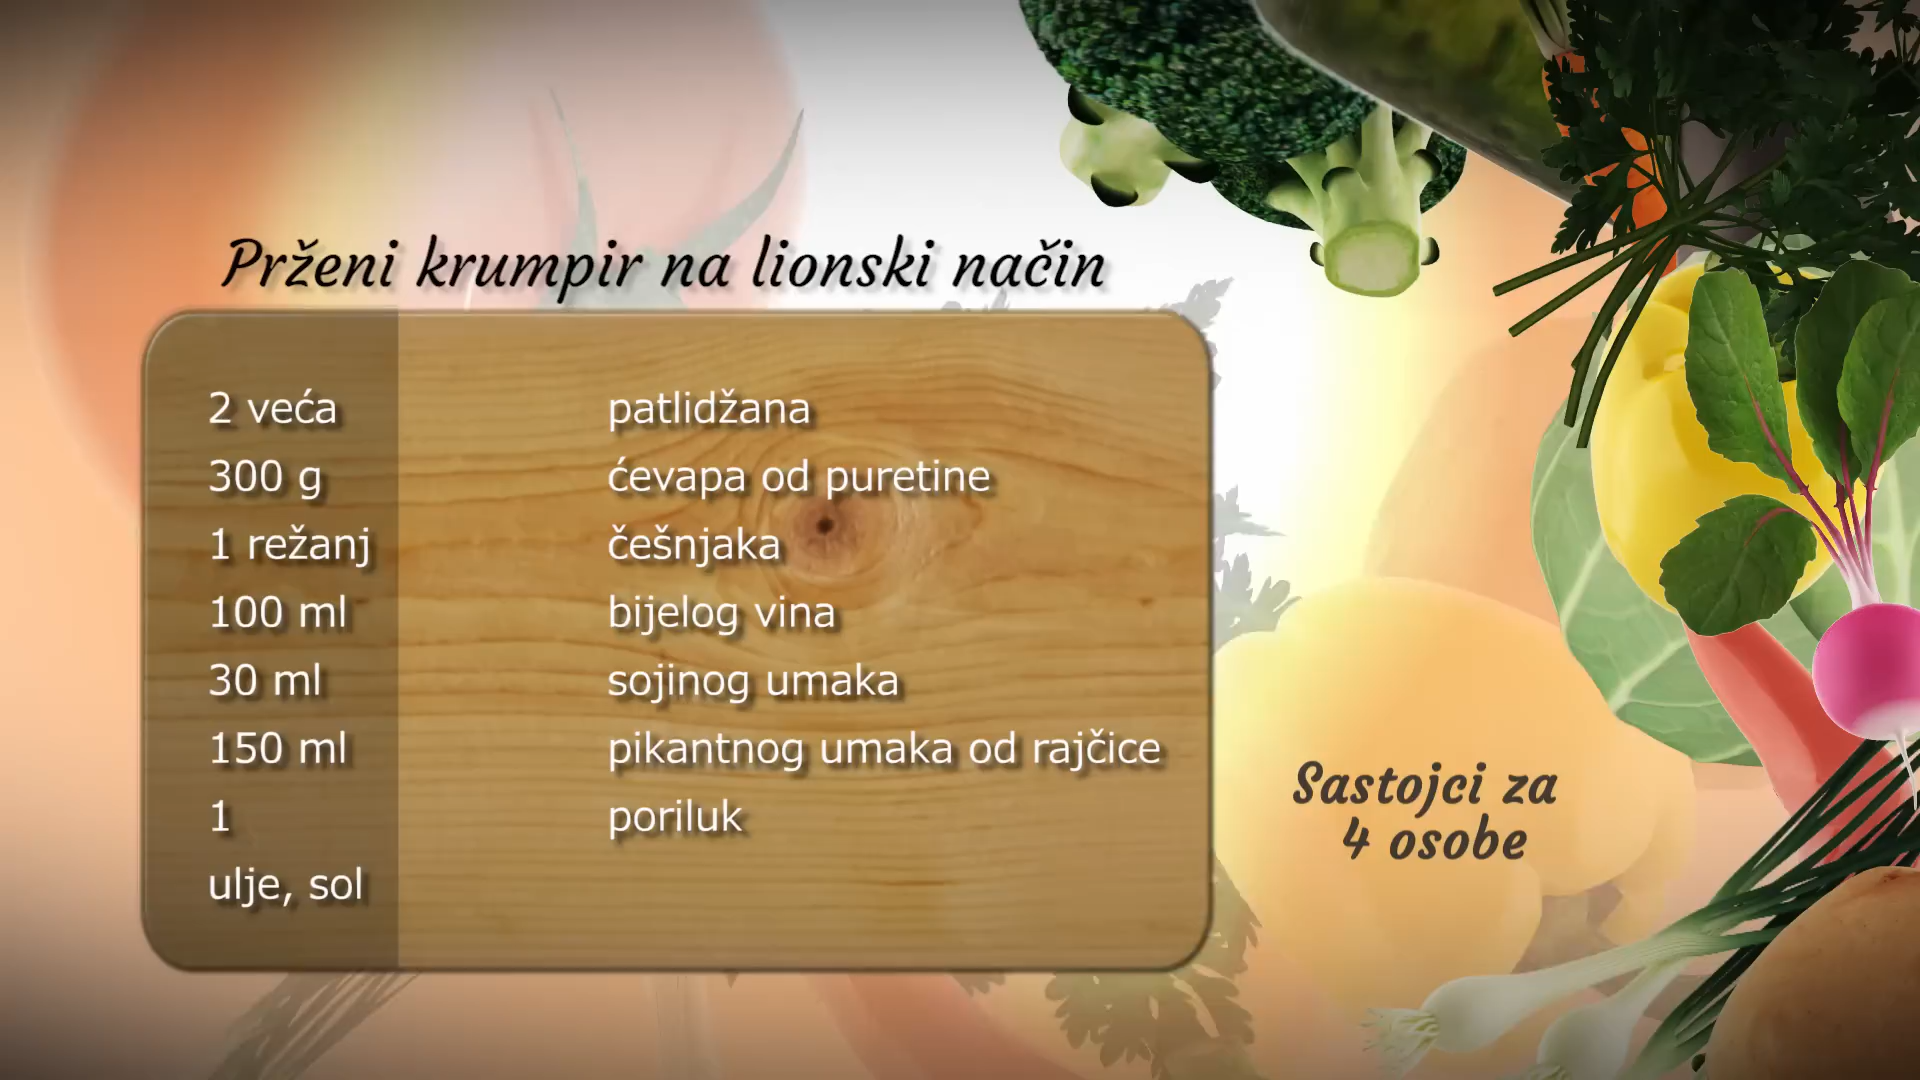 Prženi krumpir na lionski način
2 veća patlidžana
300 g ćevapa od puretine
1 režanj češnjaka
100 ml bijelog vina
30 ml sojinog umaka
150 ml pikantnog umaka od rajčice
1 poriluk
ulje, sol
Sastojci za
4 osobe